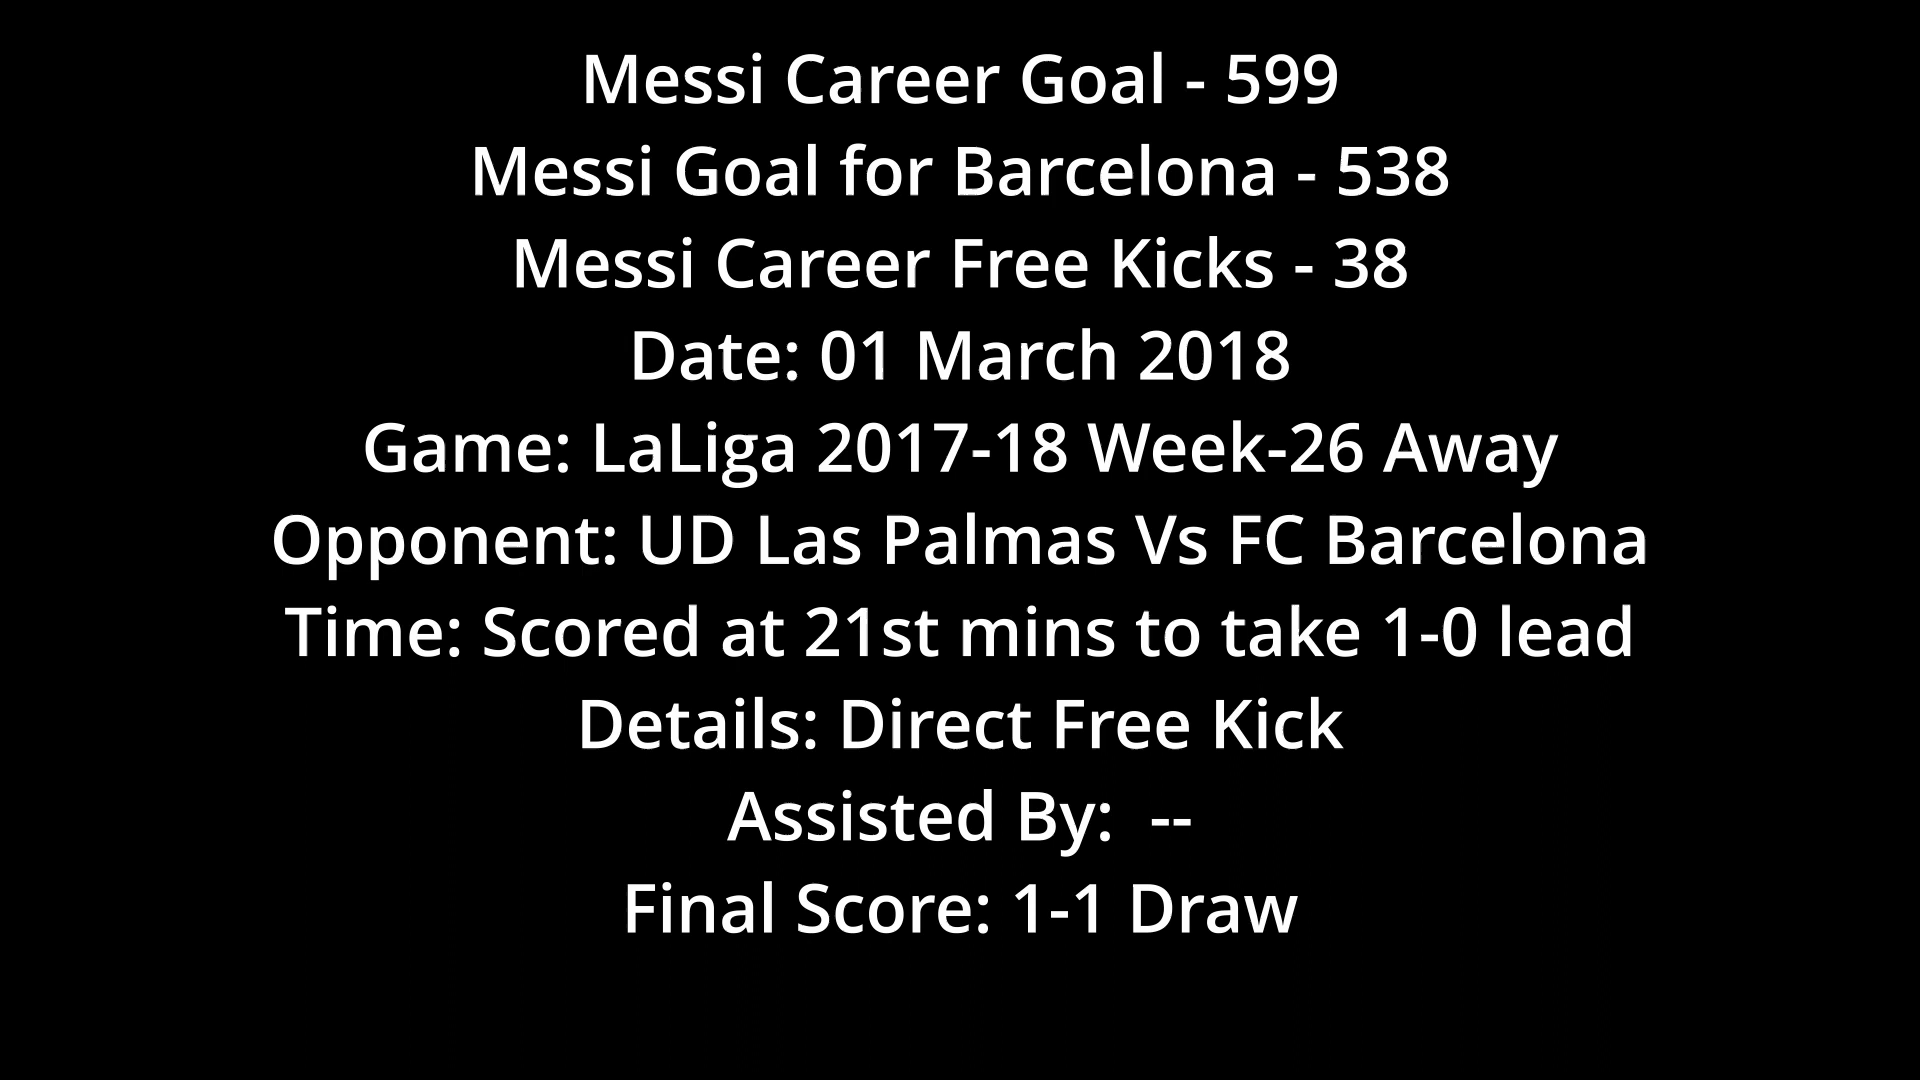 Messi Career Goal - 599
Messi Goal for Barcelona - 538
Messi Career Free Kicks - 38
Date: 01 March 2018
Game: LaLiga 2017-18 Week-26 Away
Opponent: UD Las Palmas Vs FC Barcelona
Time: Scored at 21st mins to take 1-0 lead
Details: Direct Free Kick
Assisted By:  --
Final Score: 1-1 Draw